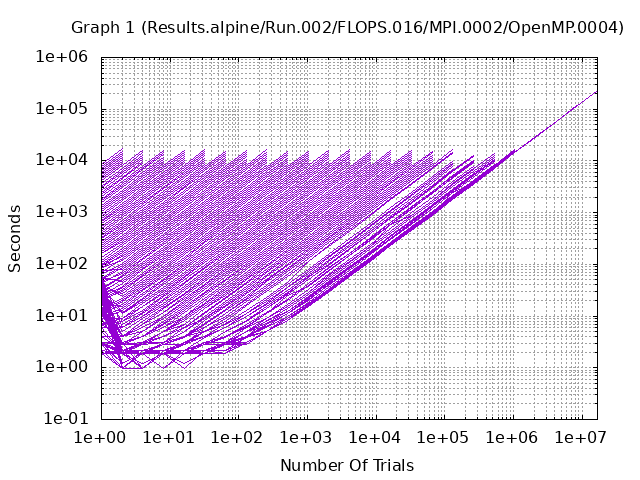 Graph 1 (Results.alpine/Run.002/FLOPS.016/MPI.0002/OpenMP.0004)
1e+06
1e+05
1e+04
1e+03
1e+02
1e+01
1e+00
1e-01
Seconds
1e+00 1e+01 1e+02 1e+03 1e+04 1e+05 1e+06 1e+07
Number Of Trials